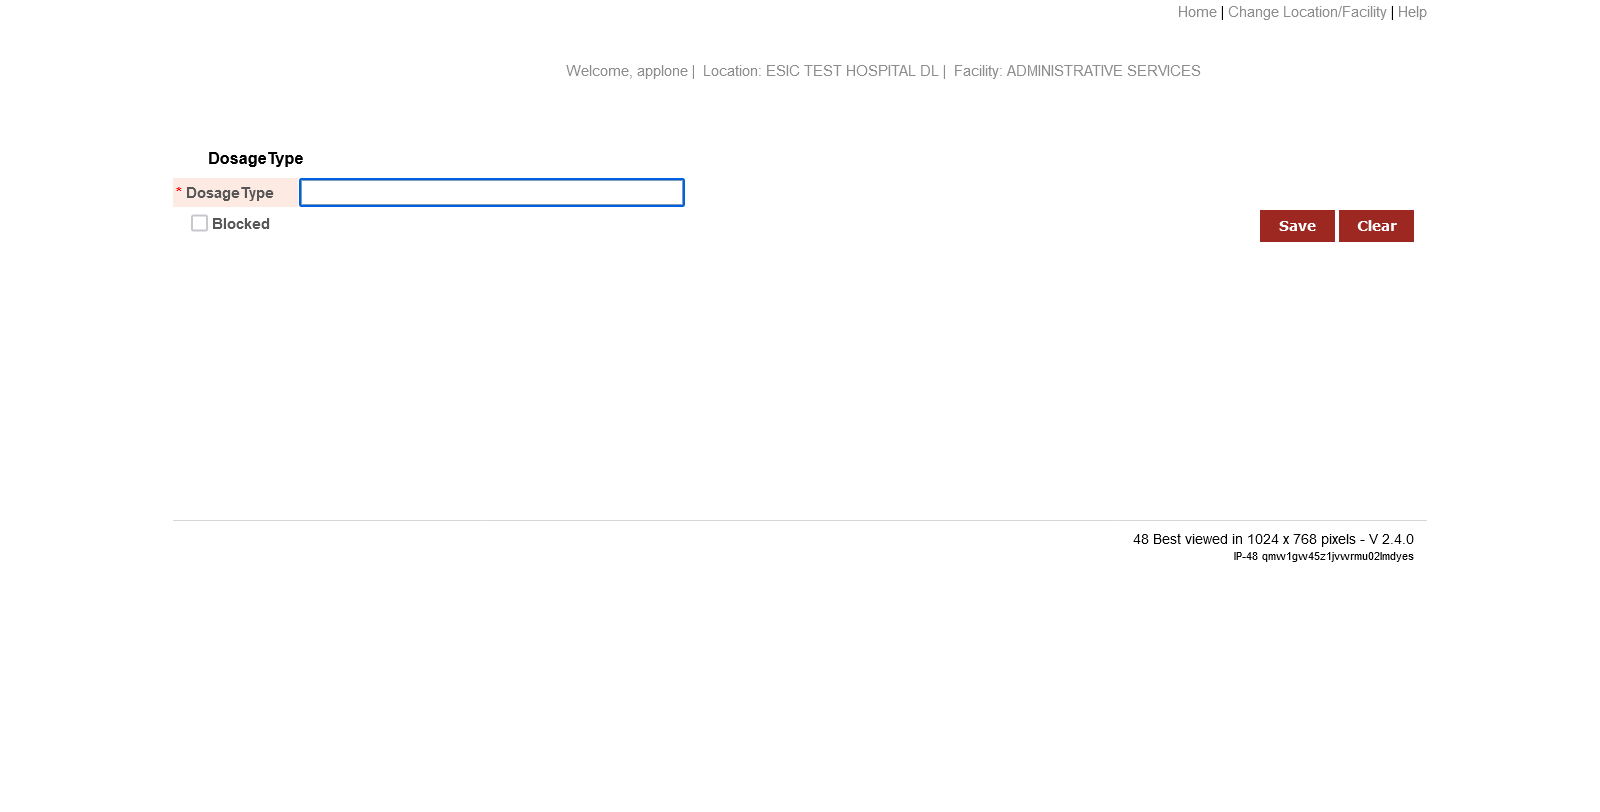 Home | Change Location/Facility | Help
Welcome, applone | Location: ESIC TEST HOSPITAL DL | Facility: ADMINISTRATIVE SERVICES
DosageType
* DosageType
Blocked
Save Clear
48 Best viewed in 1024 x 768 pixels - V 2.4.0
IP-48